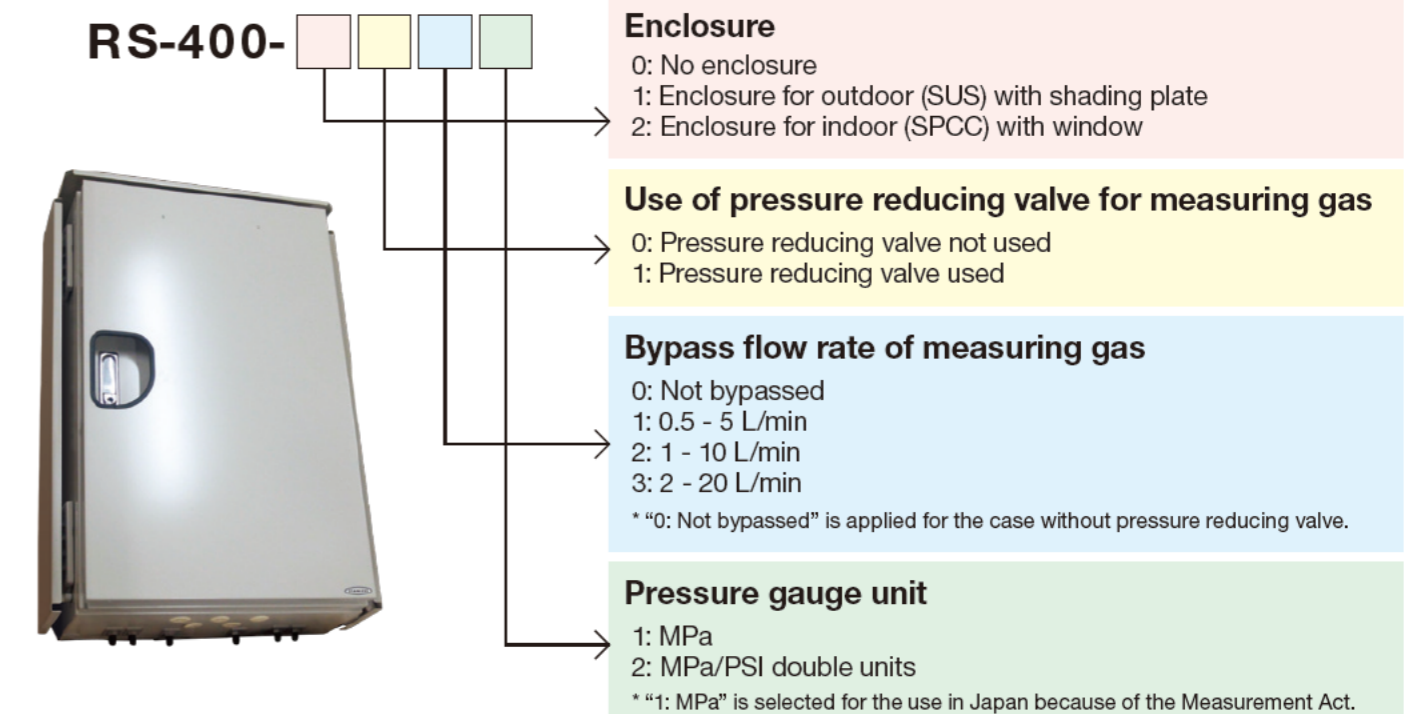 RS-400-
Enclosure
0: No enclosure
1: Enclosure for outdoor (SUS) with shading plate
2: Enclosure for indoor (SPCC) with window
Use of pressure reducing valve for measuring gas
0: Pressure reducing valve not used
1: Pressure reducing valve used
Bypass flow rate of measuring gas
0: Not bypassed
1: 0.5 - 5 L/min
2: 1 - 10 L/min
3: 2 - 20 L/min
* “0: Not bypassed” is applied for the case without pressure reducing valve.
Pressure gauge unit
1: MPa
2: MPa/PSI double units
* “1: MPa” is selected for the use in Japan because of the Measurement Act.